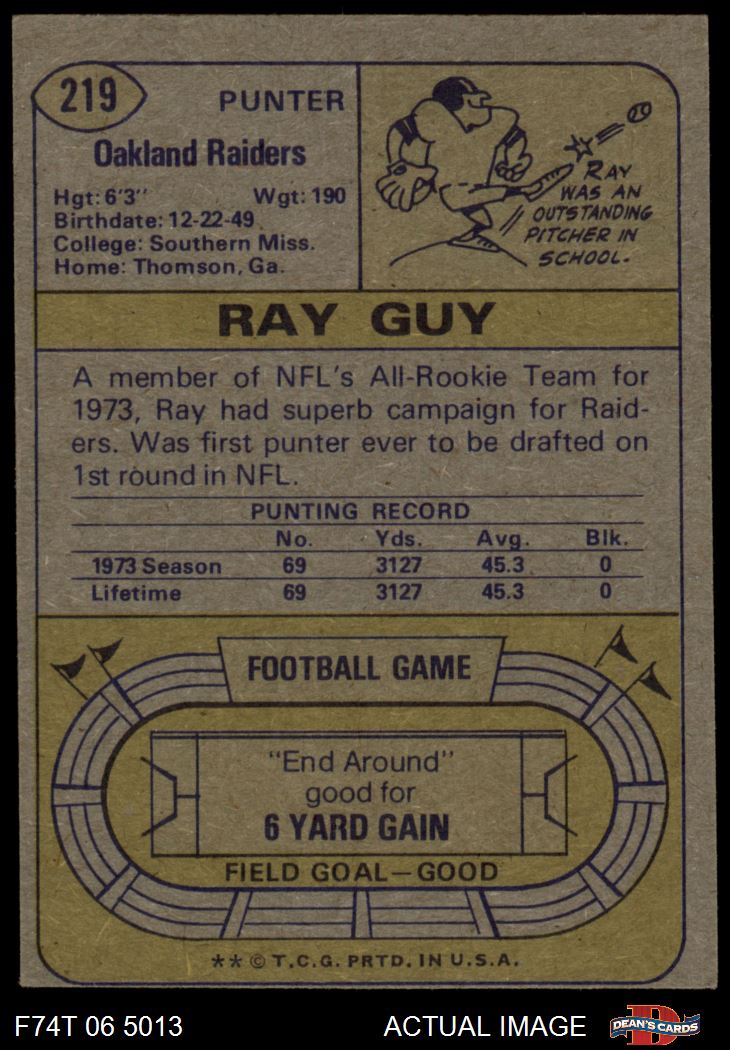 219
PUNTER
Oakland Raiders
Hgt: 6'3" Wgt: 190
Birthdate: 12-22-49
College: Southern Miss.
Home: Thomson, Ga.
RAY
WAS AN
OUTSTANDING
PITCHER IN
SCHOOL.
RAY GUY
A member of NFL's All-Rookie Team for
1973, Ray had superb campaign for Raid-
ers. Was first punter ever to be drafted on
1st round in NFL.
PUNTING RECORD
No. Yds. Avg. Blk.
1973 Season 69 3127 45.3 0
Lifetime 69 3127 45.3 0
FOOTBALL GAME
"End Around"
good for
6 YARD GAIN
FIELD GOAL—GOOD
** © T.C.G. PRTD. IN U.S.A.
F74T 06 5013 ACTUAL IMAGE
D
DEAN'S CARDS